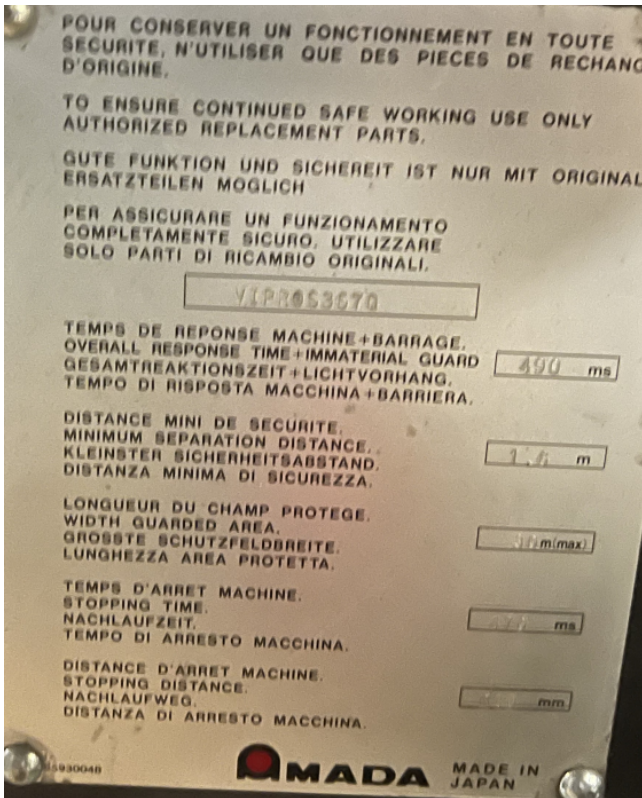 POUR CONSERVER UN FONCTIONNEMENT EN TOUTE
SECURITE, N'UTILISER QUE DES PIECES DE RECHANG
D'ORIGINE.
TO ENSURE CONTINUED SAFE WORKING USE ONLY
AUTHORIZED REPLACEMENT PARTS.
GUTE FUNKTION UND SICHEREIT IST NUR MIT ORIGINAL
ERSATZTEILEN MOGLICH
PER ASSICURARE UN FUNZIONAMENTO
COMPLETAMENTE SICURO, UTILIZZARE
SOLO PARTI DI RICAMBIO ORIGINALI.
TEMPS DE REPONSE MACHINE+BARRAGE.
OVERALL RESPONSE TIME+IMMATERIAL GUARD
GESAMTREAKTIONSZEIT+LICHTVORHANG.
TEMPO DI RISPOSTA MACCHINA+BARRIERA.
490 ms
DISTANCE MINI DE SECURITE.
MINIMUM SEPARATION DISTANCE.
KLEINSTER SICHERHEITSABSTAND.
DISTANZA MINIMA DI SICUREZZA.
m
LONGUEUR DU CHAMP PROTEGE.
WIDTH GUARDED AREA.
GROSSTE SCHUTZFELDBREITE.
LUNGHEZZA AREA PROTETTA.
m(max)
TEMPS D'ARRET MACHINE.
STOPPING TIME.
NACHLAUFZEIT.
TEMPO DI ARRESTO MACCHINA.
ms
DISTANCE D'ARRET MACHINE.
STOPPING DISTANCE.
NACHLAUFWEG.
DISTANZA DI ARRESTO MACCHINA.
mm
AMADA
MADE IN
JAPAN